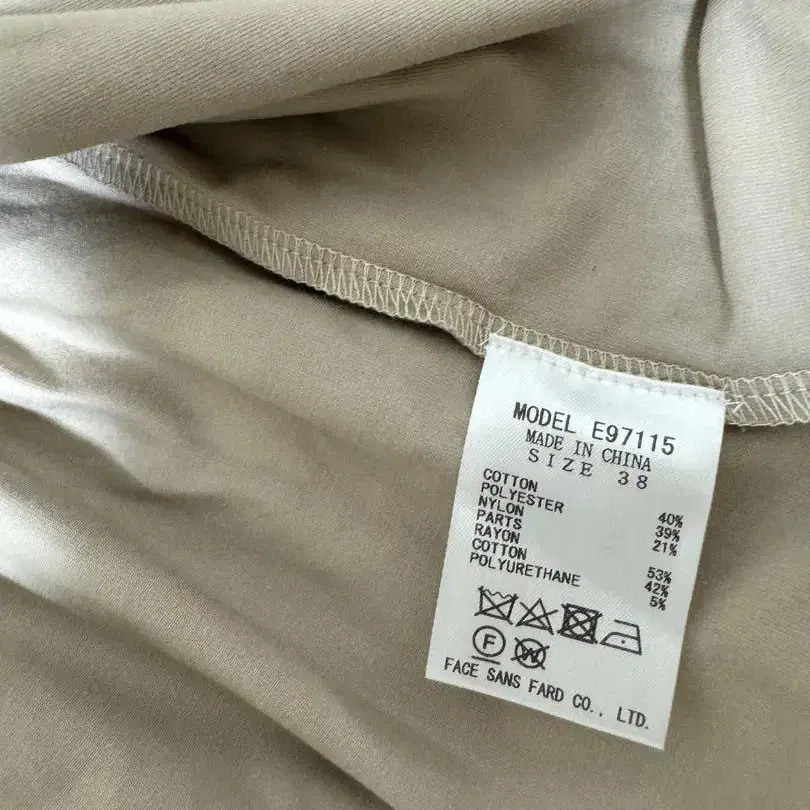 MODEL E97115
MADE IN CHINA
SIZE 38
COTTON 40%
POLYESTER 39%
NYLON 21%
PARTS
RAYON 53%
COTTON 42%
POLYURETHANE 5%
F W
FACE SANS FARD CO., LTD.